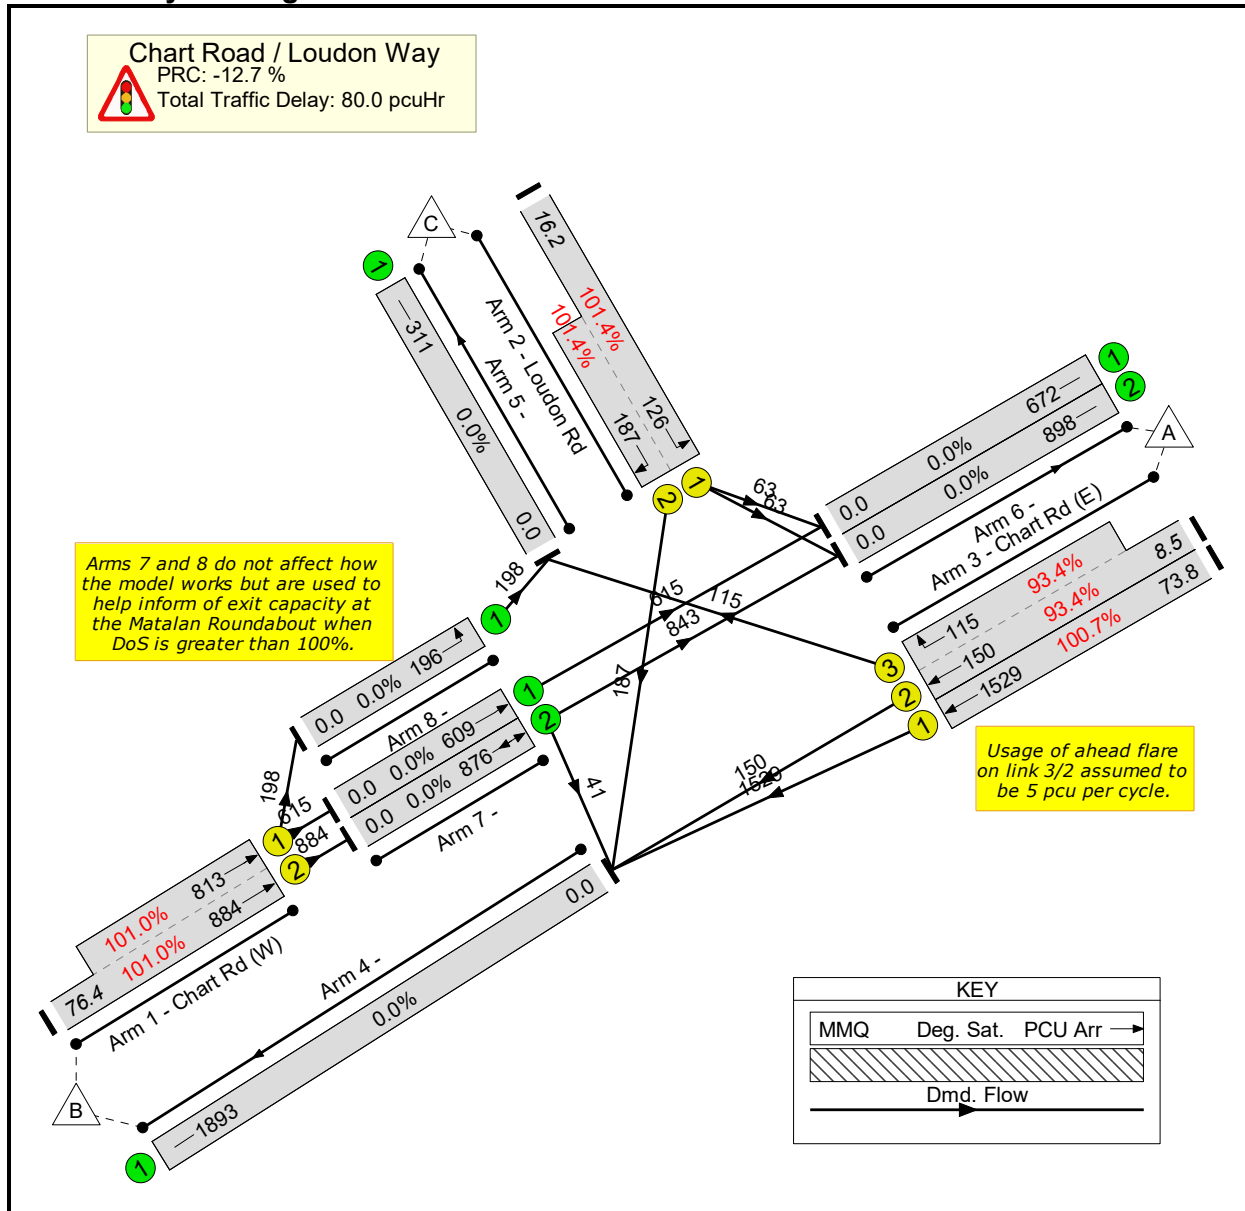 Chart Road / Loudon Way
PRC: -12.7 %
Total Traffic Delay: 80.0 pcuHr
C
1
311
0.0%
0.0
Arm 5 -
Arm 2 - Loudon Rd
16.2
101.4%
101.4%
126
187
1
2
63
63
1
2
672
898
0.0%
0.0%
0.0
0.0
A
Arm 6 -
Arm 3 - Chart Rd (E)
8.5
73.8
93.4%
93.4%
100.7%
115
150
1529
3
2
1
Arms 7 and 8 do not affect how
the model works but are used to
help inform of exit capacity at
the Matalan Roundabout when
DoS is greater than 100%.
198
1
615
115
843
187
0.0 0.0% 196
Arm 8 -
1
2
0.0 0.0% 609
0.0 0.0% 876
Arm 7 -
41
150
1529
Usage of ahead flare
on link 3/2 assumed to
be 5 pcu per cycle.
198
615
884
1
2
813
884
101.0%
101.0%
76.4
Arm 1 - Chart Rd (W)
Arm 4 -
0.0
0.0%
1893
B
1
KEY
MMQ Deg. Sat. PCU Arr
Dmd. Flow